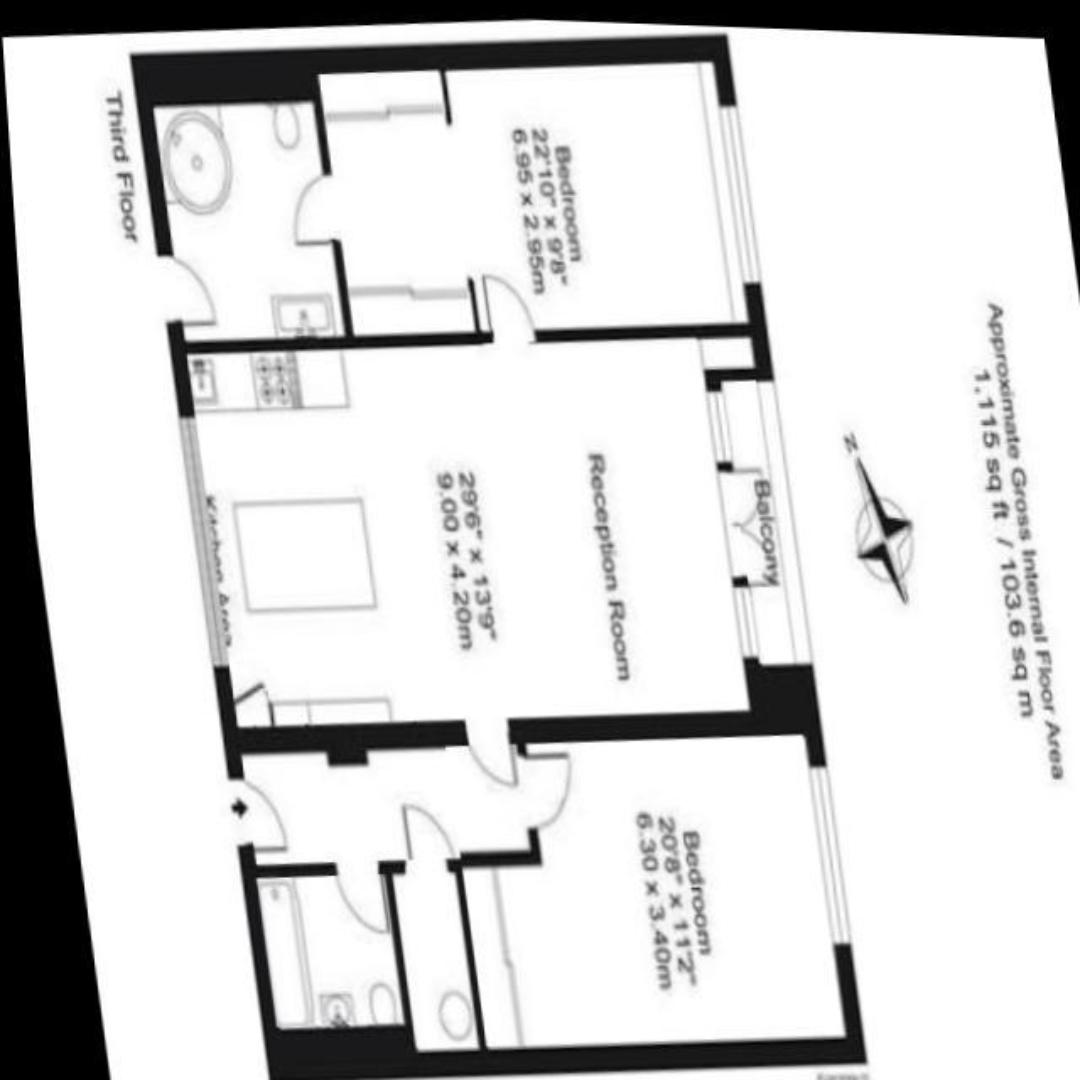 Approximate Gross Internal Floor Area
1,115 sq ft / 103.6 sq m
Balcony
Bedroom
22'10" x 9'8"
6.95 x 2.95m
Reception Room
29'6" x 13'9"
9.00 x 4.20m
Bedroom
20'8" x 11'2"
6.30 x 3.40m
Kitchen Area
Third Floor
N